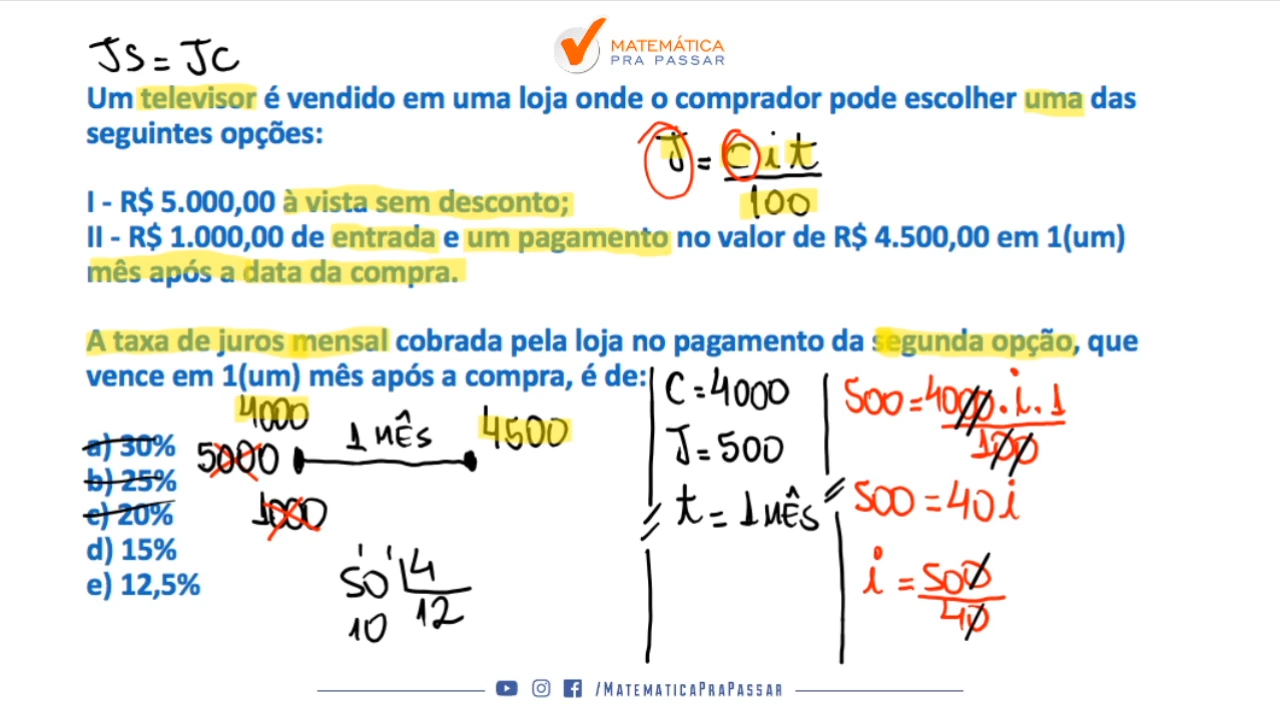 JS = JC
MATEMÁTICA
PRA PASSAR
Um televisor é vendido em uma loja onde o comprador pode escolher uma das
seguintes opções:
J = cit
100
I - R$ 5.000,00 à vista sem desconto;
II - R$ 1.000,00 de entrada e um pagamento no valor de R$ 4.500,00 em 1(um)
mês após a data da compra.
A taxa de juros mensal cobrada pela loja no pagamento da segunda opção, que
vence em 1(um) mês após a compra, é de:
a) 30%
b) 25%
c) 20%
d) 15%
e) 12,5%
4000
5000
1000
1 MÊS
4500
50 4
10 12
C = 4000
J = 500
t = 1 MÊS
500 = 4000 . i . 1
100
500 = 40 i
i = 500
40
/MATEMATICAPRAPASSAR